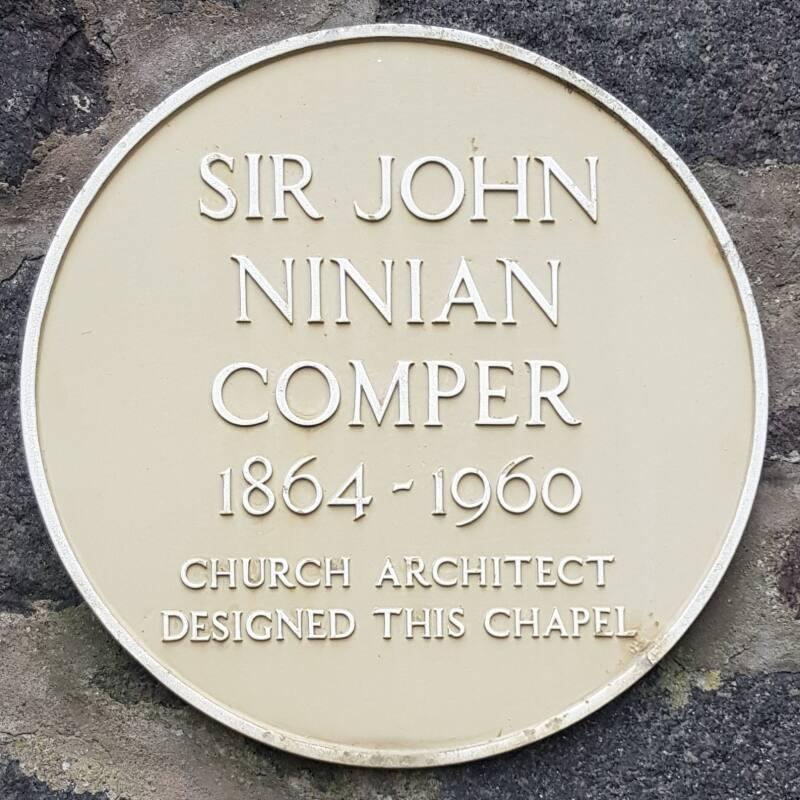 SIR JOHN
NINIAN
COMPER
1864-1960
CHURCH ARCHITECT
DESIGNED THIS CHAPEL